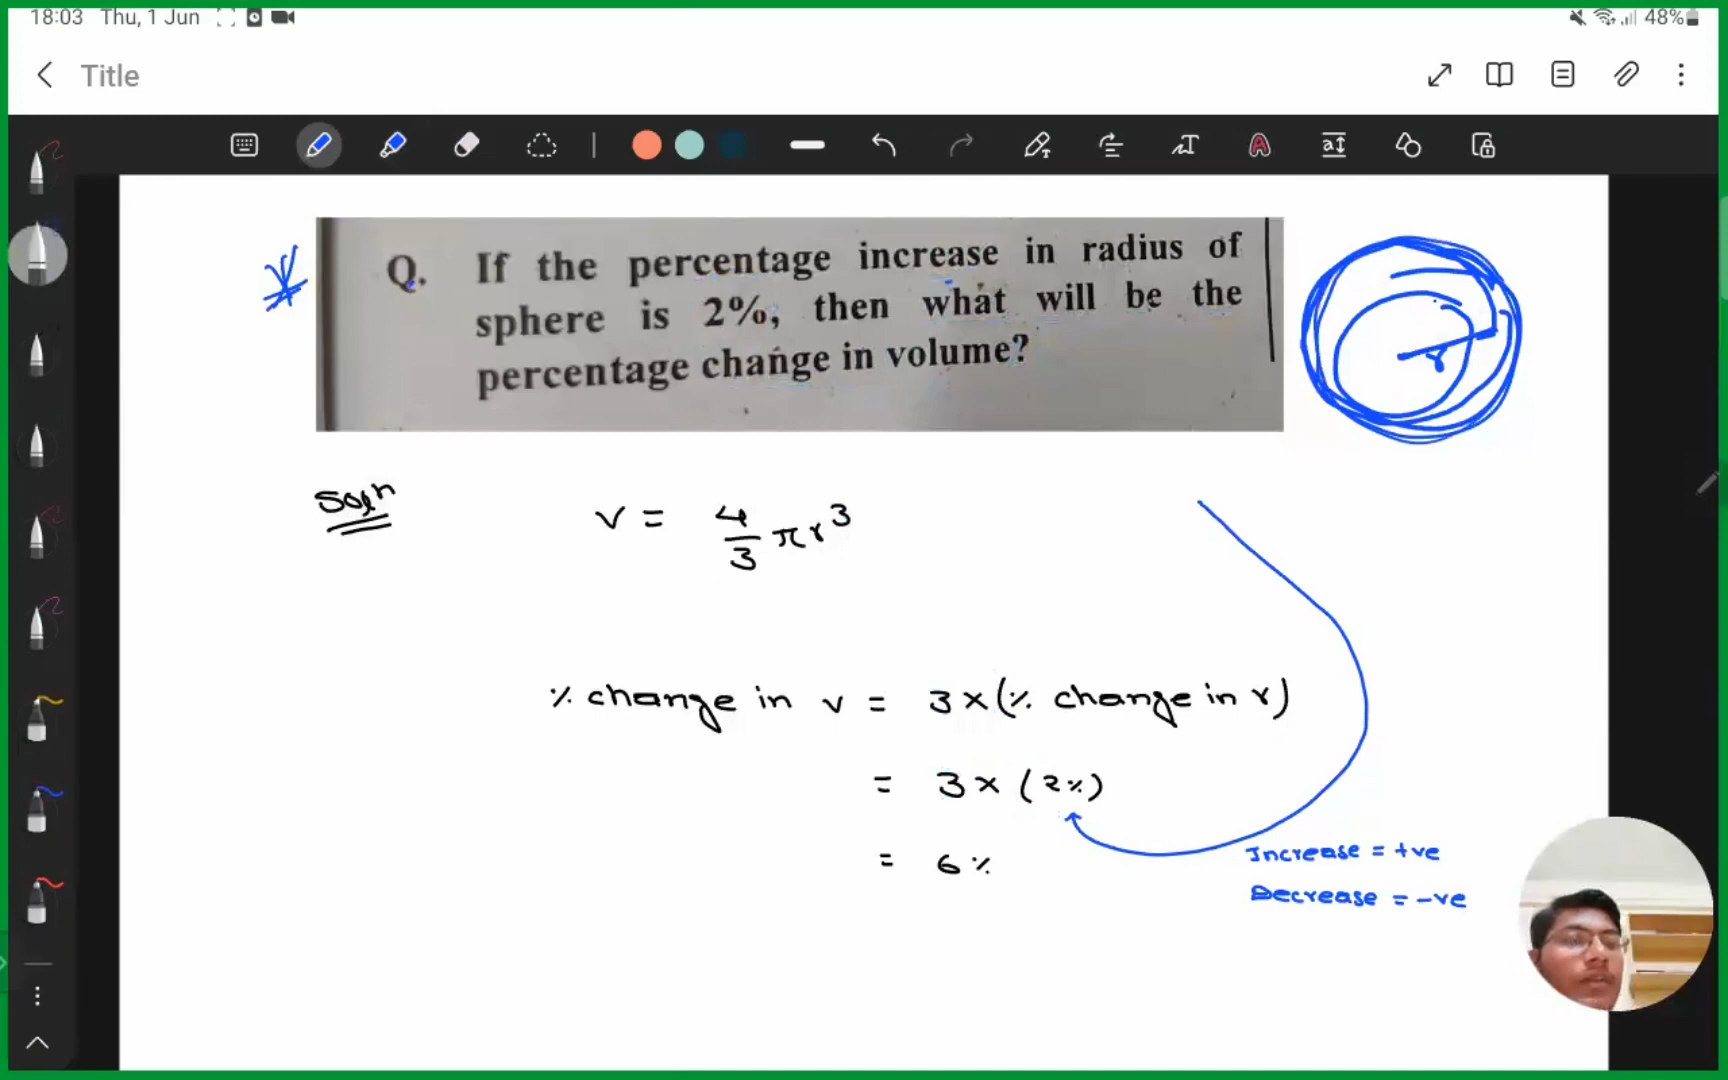 18:03 Thu, 1 Jun
48%
Title
Q. If the percentage increase in radius of
sphere is 2%, then what will be the
percentage change in volume?
r
Soln
v = 4/3 πr³
% change in v = 3×(% change in r)
= 3× (2%)
= 6%
Increase = +ve
Decrease = -ve